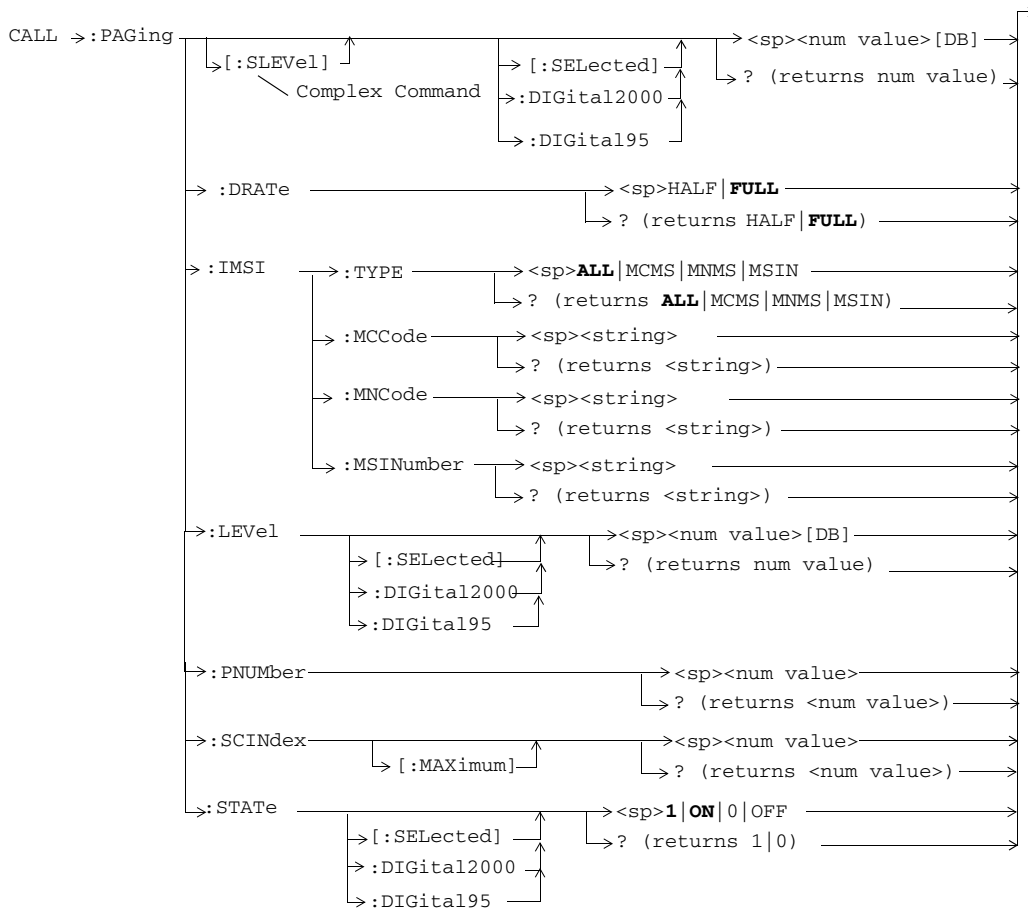 CALL :PAGing <sp><num value>[DB]
[:SLEVel] [:SELected] ? (returns num value)
Complex Command :DIGital2000
:DIGital95
:DRATe <sp>HALF|FULL
? (returns HALF|FULL)
:IMSI :TYPE <sp>ALL|MCMS|MNMS|MSIN
? (returns ALL|MCMS|MNMS|MSIN)
:MCCode <sp><string>
? (returns <string>)
:MNCode <sp><string>
? (returns <string>)
:MSINumber <sp><string>
? (returns <string>)
:LEVel <sp><num value>[DB]
[:SELected] ? (returns num value)
:DIGital2000
:DIGital95
:PNUMber <sp><num value>
? (returns <num value>)
:SCINdex <sp><num value>
[:MAXimum] ? (returns <num value>)
:STATe <sp>1|ON|0|OFF
[:SELected] ? (returns 1|0)
:DIGital2000
:DIGital95